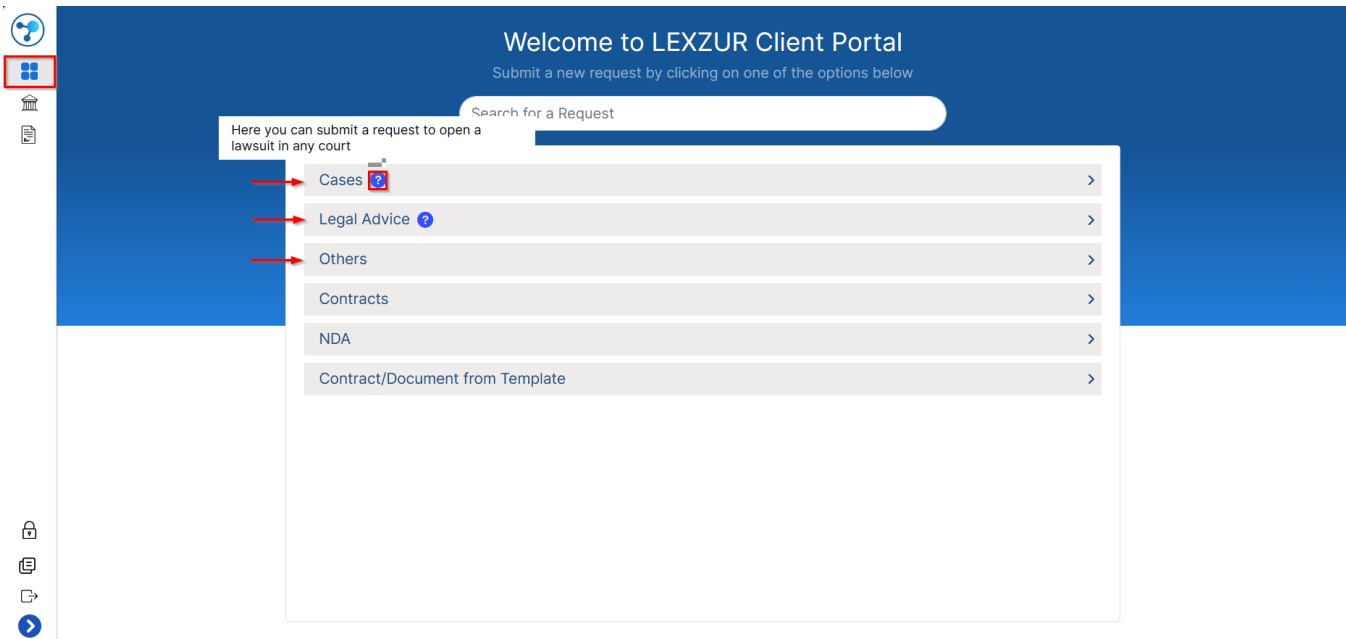 Welcome to LEXZUR Client Portal
Submit a new request by clicking on one of the options below
Search for a Request
Here you can submit a request to open a
lawsuit in any court
Cases ?
Legal Advice ?
Others
Contracts
NDA
Contract/Document from Template